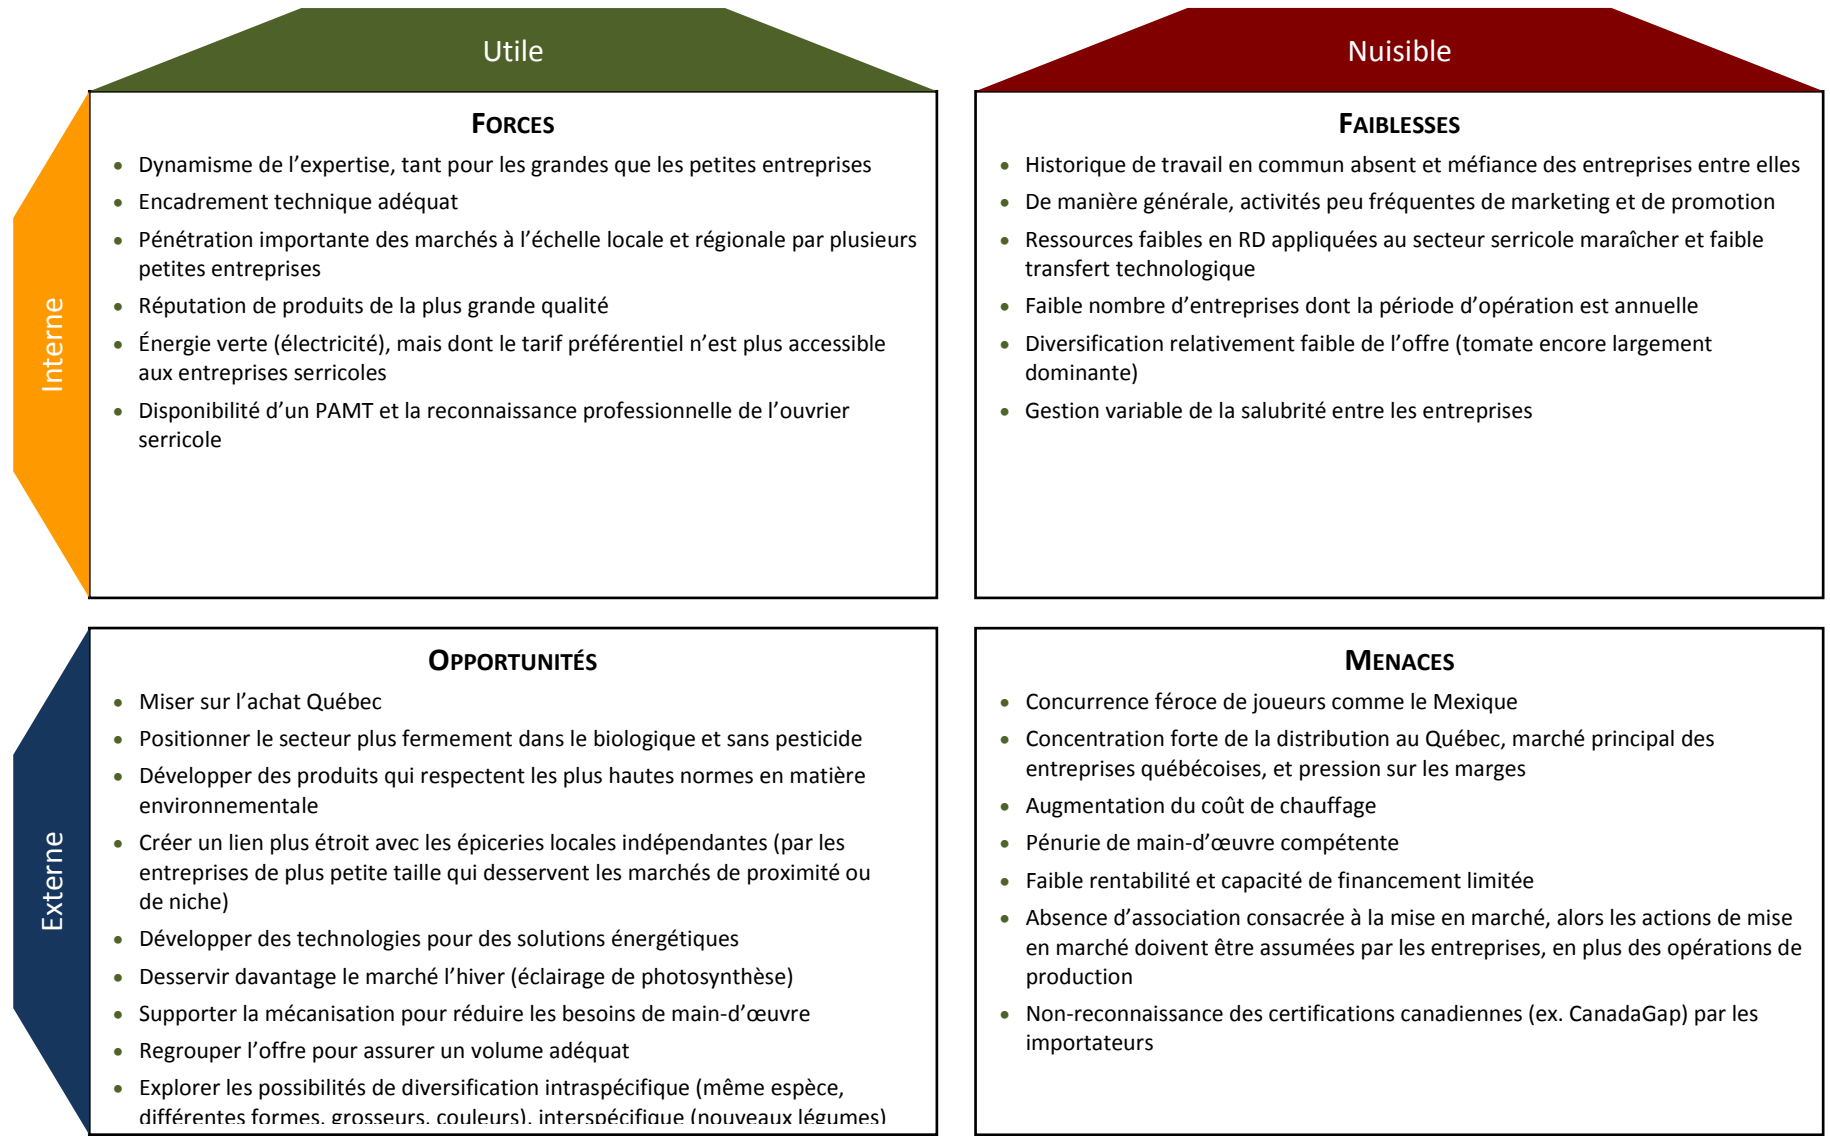 Utile
Nuisible
Interne
FORCES
• Dynamisme de l’expertise, tant pour les grandes que les petites entreprises
• Encadrement technique adéquat
• Pénétration importante des marchés à l’échelle locale et régionale par plusieurs
petites entreprises
• Réputation de produits de la plus grande qualité
• Énergie verte (électricité), mais dont le tarif préférentiel n’est plus accessible
aux entreprises serricoles
• Disponibilité d’un PAMT et la reconnaissance professionnelle de l’ouvrier
serricole
FAIBLESSES
• Historique de travail en commun absent et méfiance des entreprises entre elles
• De manière générale, activités peu fréquentes de marketing et de promotion
• Ressources faibles en RD appliquées au secteur serricole maraîcher et faible
transfert technologique
• Faible nombre d’entreprises dont la période d’opération est annuelle
• Diversification relativement faible de l’offre (tomate encore largement
dominante)
• Gestion variable de la salubrité entre les entreprises
Externe
OPPORTUNITÉS
• Miser sur l’achat Québec
• Positionner le secteur plus fermement dans le biologique et sans pesticide
• Développer des produits qui respectent les plus hautes normes en matière
environnementale
• Créer un lien plus étroit avec les épiceries locales indépendantes (par les
entreprises de plus petite taille qui desservent les marchés de proximité ou
de niche)
• Développer des technologies pour des solutions énergétiques
• Desservir davantage le marché l’hiver (éclairage de photosynthèse)
• Supporter la mécanisation pour réduire les besoins de main-d’œuvre
• Regrouper l’offre pour assurer un volume adéquat
• Explorer les possibilités de diversification intraspécifique (même espèce,
différentes formes, grosseurs, couleurs), interspécifique (nouveaux légumes)
MENACES
• Concurrence féroce de joueurs comme le Mexique
• Concentration forte de la distribution au Québec, marché principal des
entreprises québécoises, et pression sur les marges
• Augmentation du coût de chauffage
• Pénurie de main-d’œuvre compétente
• Faible rentabilité et capacité de financement limitée
• Absence d’association consacrée à la mise en marché, alors les actions de mise
en marché doivent être assumées par les entreprises, en plus des opérations de
production
• Non-reconnaissance des certifications canadiennes (ex. CanadaGap) par les
importateurs